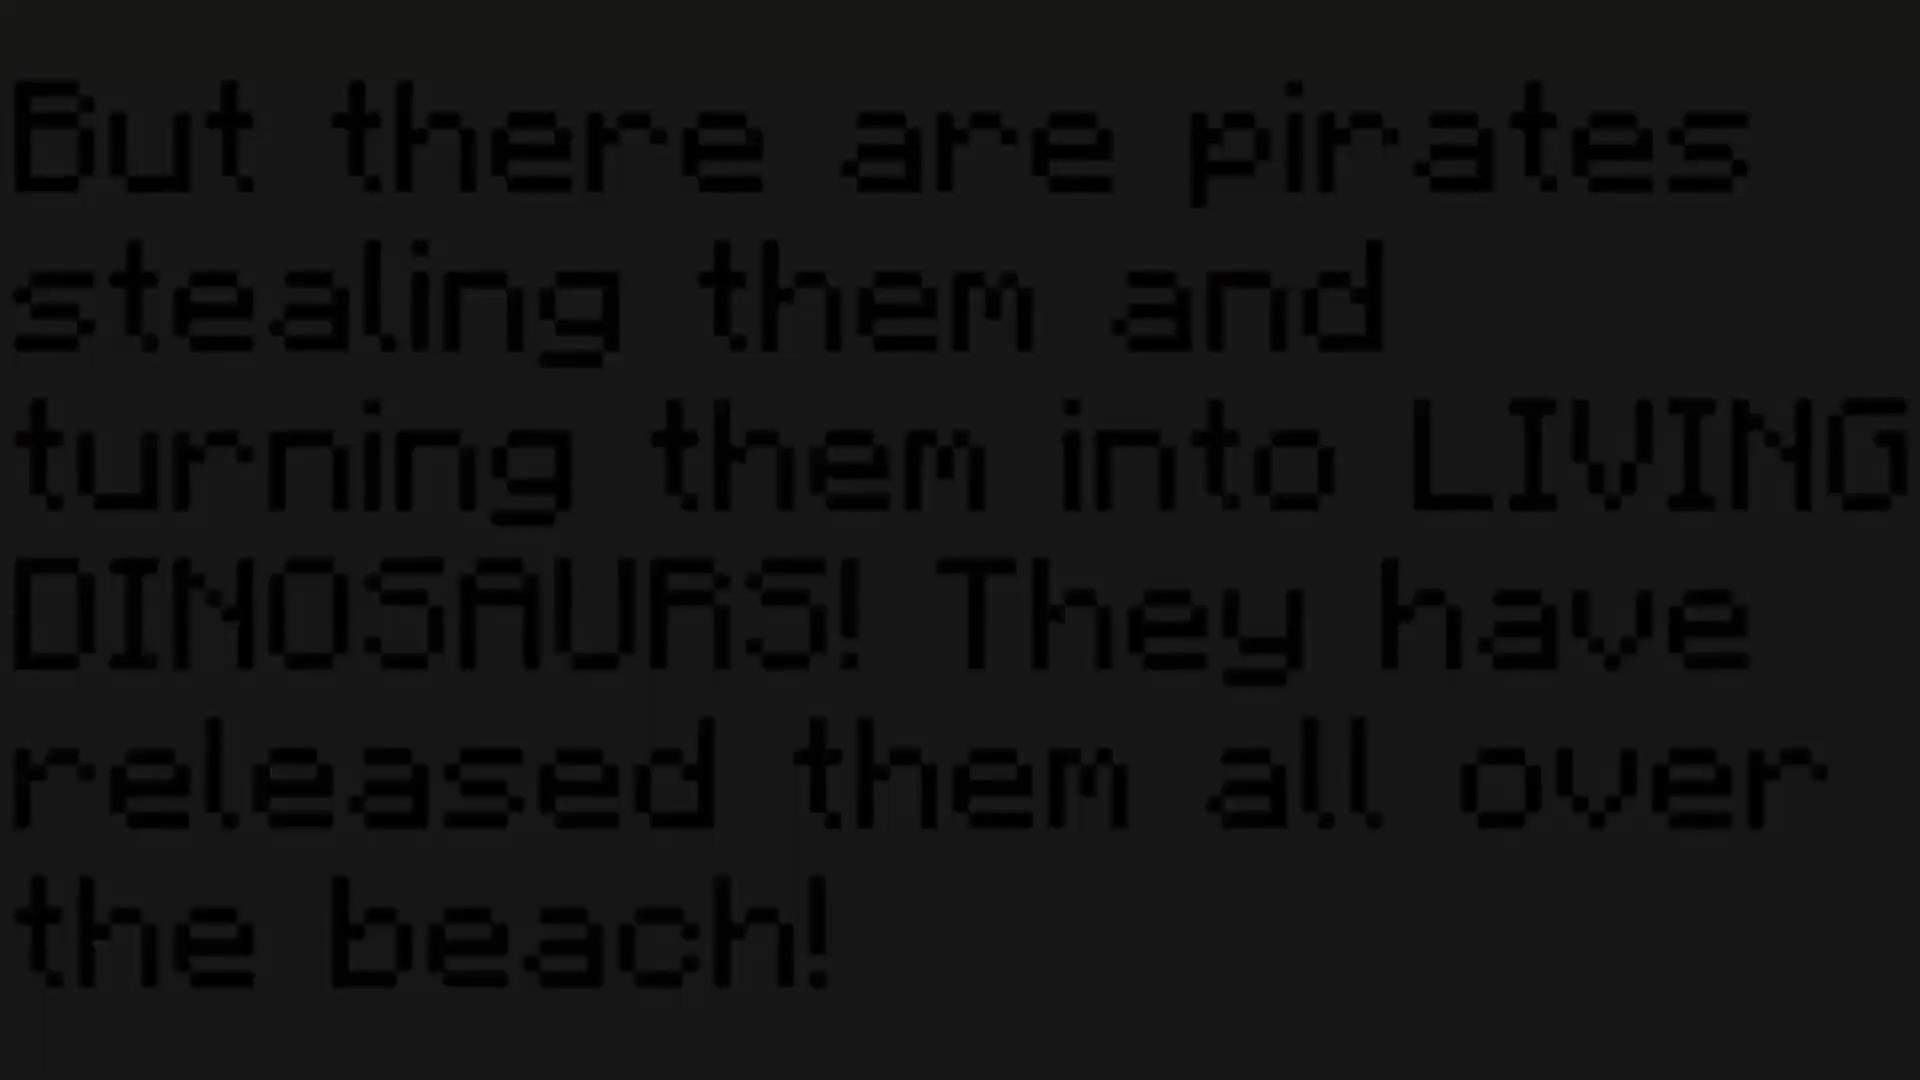 But there are pirates
stealing them and
turning them into LIVING
DINOSAURS! They have
released them all over
the beach!